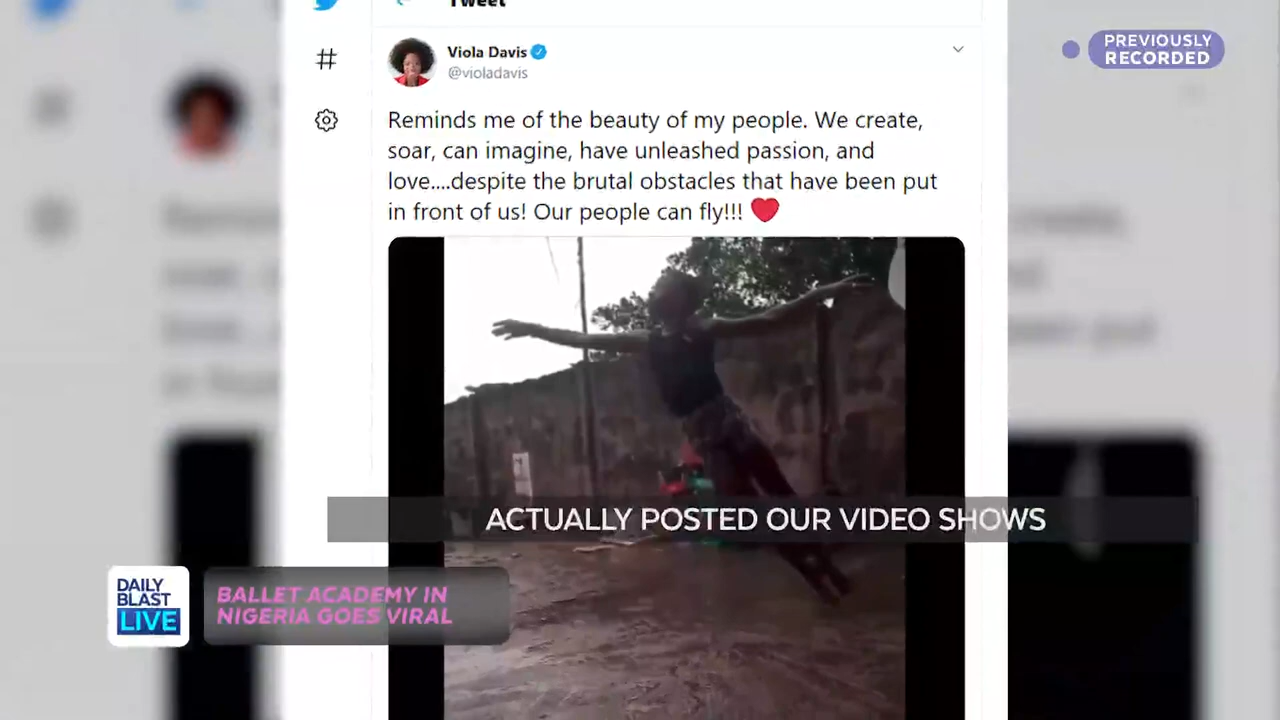 Tweet
Viola Davis
@violadavis
PREVIOUSLY
RECORDED
#
Reminds me of the beauty of my people. We create,
soar, can imagine, have unleashed passion, and
love....despite the brutal obstacles that have been put
in front of us! Our people can fly!!! ❤️
ACTUALLY POSTED OUR VIDEO SHOWS
DAILY
BLAST
LIVE
BALLET ACADEMY IN
NIGERIA GOES VIRAL